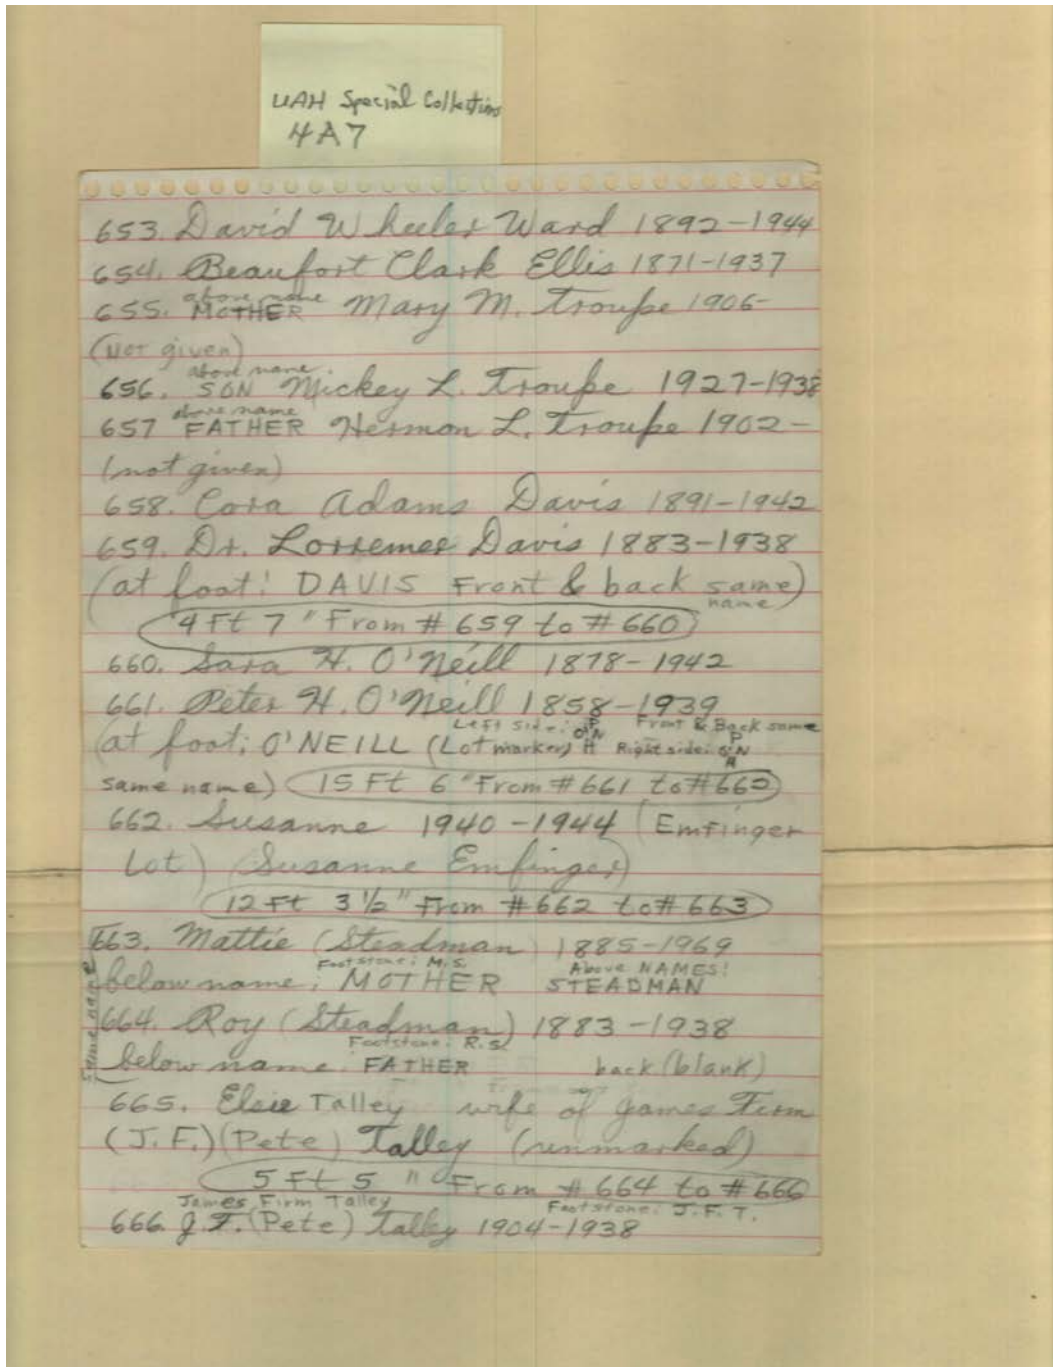 UAH Special Collections
4A7
653. David Wheeler Ward 1892-1944
654. Beaufort Clark Ellis 1871-1937
above name
655. MOTHER Mary M. Troupe 1906-
(Not given)
above name.
656. SON Mickey L. Troupe 1927-1938
above name
657 FATHER Hermon L. Troupe 1902-
(not given)
658. Cora Adams Davis 1891-1942
659. Dr. Lorremer Davis 1883-1938
(at foot: DAVIS Front & back same)
name
4 Ft 7" From # 659 to # 660
660. Sara H. O'Neill 1878-1942
661. Peter H. O'Neill 1858-1939
Left side: P Front & Back same
O'N P
(at foot: O'NEILL (Lot marker) H Right side: O'N
H
same name) 15 Ft 6" From # 661 to # 662
662. Susanne 1940-1944 (Emfinger
Lot) (Susanne Emfinger)
12 Ft 3 1/2" From # 662 to # 663
663. Mattie (Steadman) 1885-1969
Footstone: M.S. Above NAMES:
below name: MOTHER STEADMAN
same
664. Roy (Steadman) 1883-1938
Footstone: R.S.
below name: FATHER back (blank)
665. Elsie Talley wife of James Firm
(J.F.) (Pete) Talley (unmarked)
5 Ft 5" From # 664 to # 666
James Firm Talley Footstone: J.F.T.
666. J.F. (Pete) Talley 1904-1938